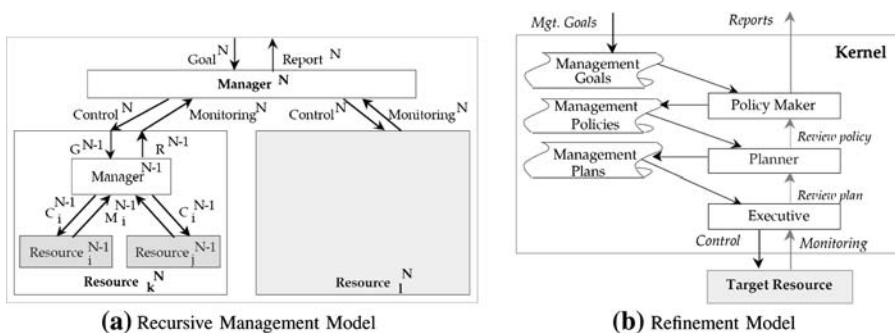 Goal N
Report N
Manager N
Control N
Monitoring N
Control N
Monitoring N
G N-1
R N-1
Manager N-1
C i N-1
M i N-1
C i N-1
Resource i N-1
Resource j N-1
Resource k N
Resource l N
(a) Recursive Management Model
Mgt. Goals
Reports
Kernel
Management
Goals
Policy Maker
Management
Policies
Review policy
Planner
Management
Plans
Review plan
Executive
Control
Monitoring
Target Resource
(b) Refinement Model